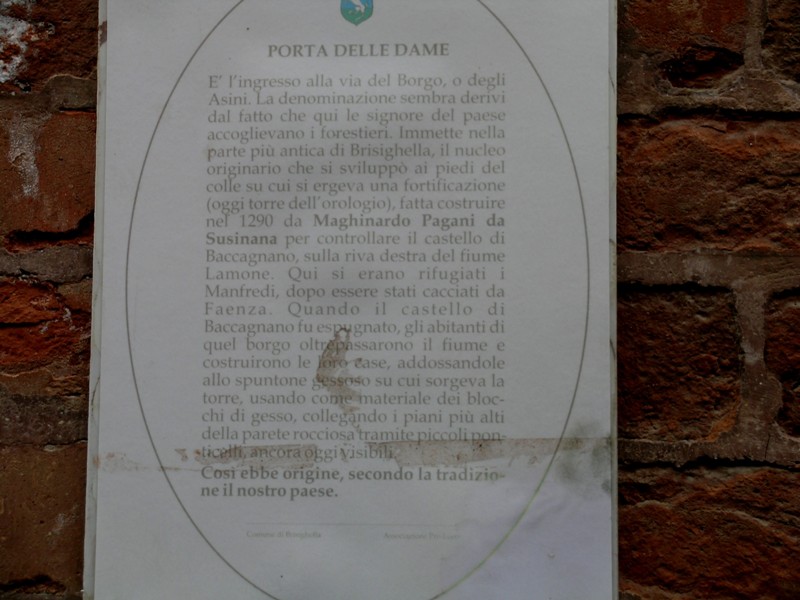 PORTA DELLE DAME
E' l'ingresso alla via del Borgo, o degli
Asini. La denominazione sembra derivi
dal fatto che qui le signore del paese
accoglievano i forestieri. Immette nella
parte più antica di Brisighella, il nucleo
originario che si sviluppò ai piedi del
colle su cui si ergeva una fortificazione
(oggi torre dell'orologio), fatta costruire
nel 1290 da Maghinardo Pagani da
Susinana per controllare il castello di
Baccagnano, sulla riva destra del fiume
Lamone. Qui si erano rifugiati i
Manfredi, dopo essere stati cacciati da
Faenza. Quando il castello di
Baccagnano fu espugnato, gli abitanti di
quel borgo oltrepassarono il fiume e
costruirono le loro case, addossandole
allo spuntone gessoso su cui sorgeva la
torre, usando come materiale dei bloc-
chi di gesso, collegando i piani più alti
della parete rocciosa tramite piccoli pon-
ticelli, ancora oggi visibili.
Così ebbe origine, secondo la tradizio-
ne il nostro paese.
Comune di Brisighella Associazione